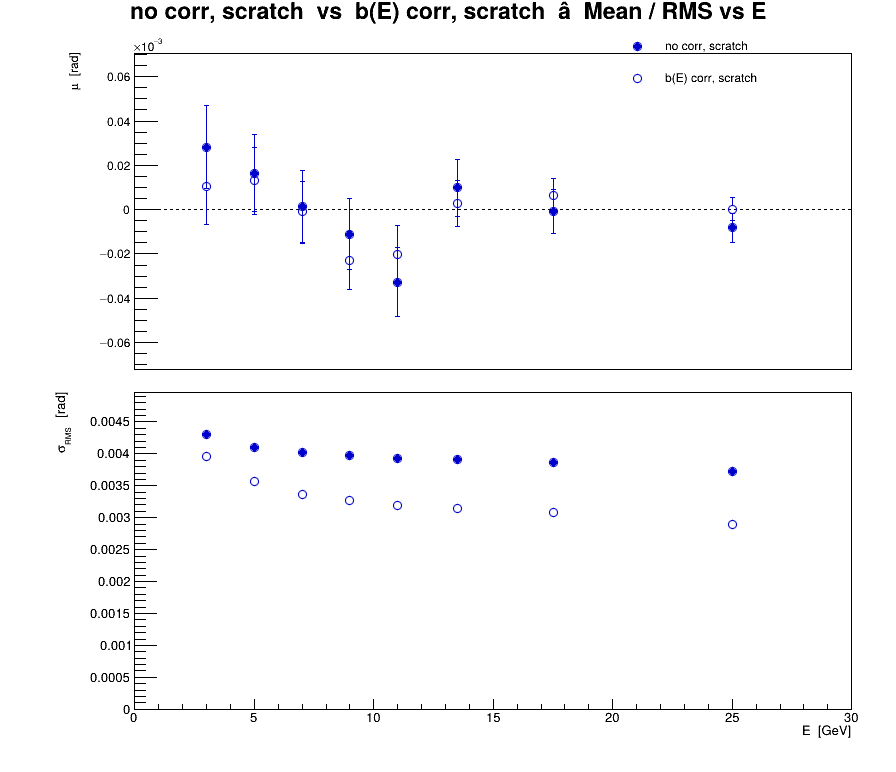 no corr, scratch vs b(E) corr, scratch â Mean / RMS vs E
×10⁻³
no corr, scratch
b(E) corr, scratch
μ [rad]
0.06
0.04
0.02
0
−0.02
−0.04
−0.06
σRMS [rad]
0.0045
0.004
0.0035
0.003
0.0025
0.002
0.0015
0.001
0.0005
0
0 5 10 15 20 25 30
E [GeV]